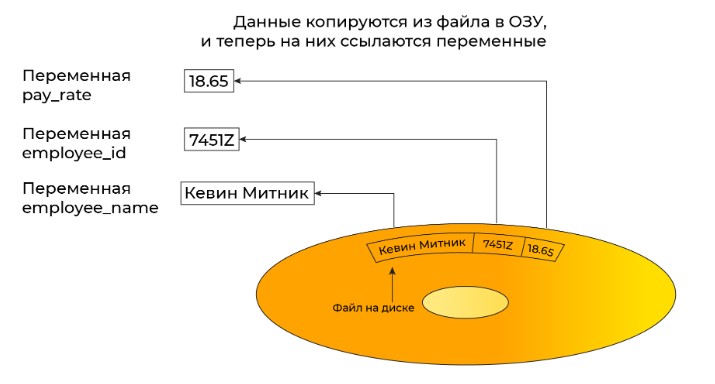 Данные копируются из файла в ОЗУ,
и теперь на них ссылаются переменные
Переменная
pay_rate
18.65
Переменная
employee_id
7451Z
Переменная
employee_name
Кевин Митник
Кевин Митник 7451Z 18.65
Файл на диске